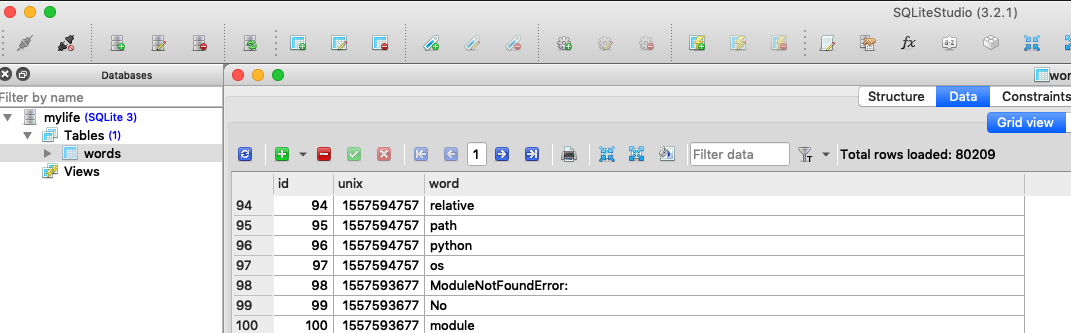 SQLiteStudio (3.2.1)
fx
a-z
Databases
Filter by name
mylife (SQLite 3)
Tables (1)
words
Views
Structure Data Constraints
Grid view
1 Filter data T Total rows loaded: 80209
id unix word
94 94 1557594757 relative
95 95 1557594757 path
96 96 1557594757 python
97 97 1557594757 os
98 98 1557593677 ModuleNotFoundError:
99 99 1557593677 No
100 100 1557593677 module